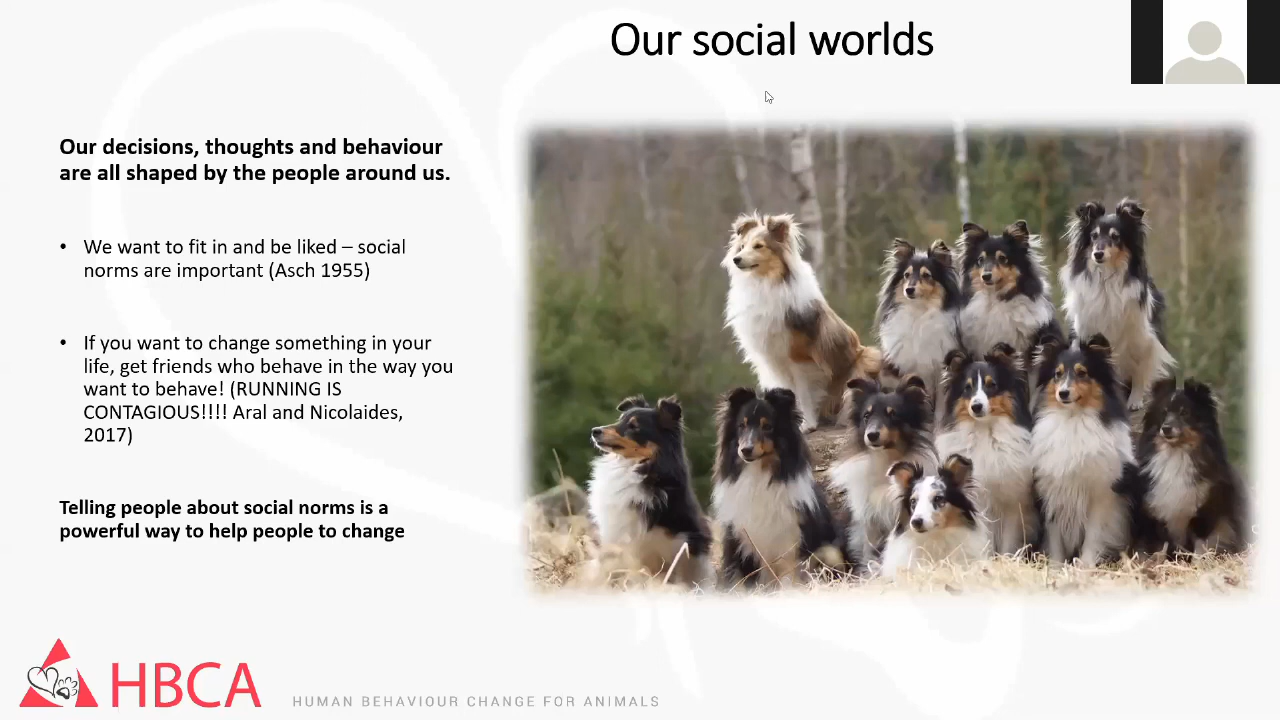 Our social worlds
Our decisions, thoughts and behaviour
are all shaped by the people around us.
• We want to fit in and be liked – social
norms are important (Asch 1955)
• If you want to change something in your
life, get friends who behave in the way you
want to behave! (RUNNING IS
CONTAGIOUS!!!! Aral and Nicolaides,
2017)
Telling people about social norms is a
powerful way to help people to change
HBCA
HUMAN BEHAVIOUR CHANGE FOR ANIMALS